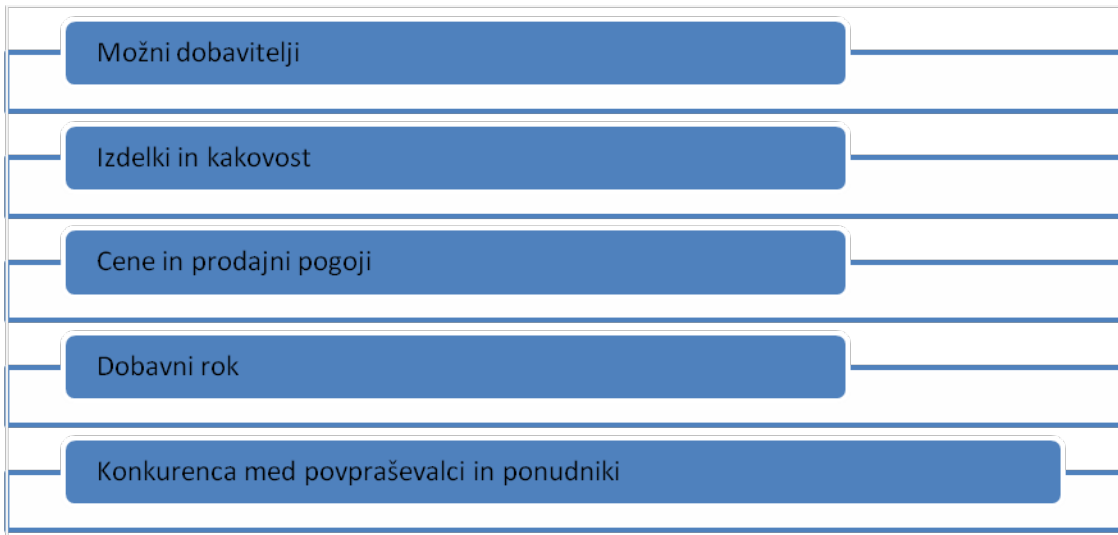 Možni dobavitelji
Izdelki in kakovost
Cene in prodajni pogoji
Dobavni rok
Konkurenca med povpraševalci in ponudniki